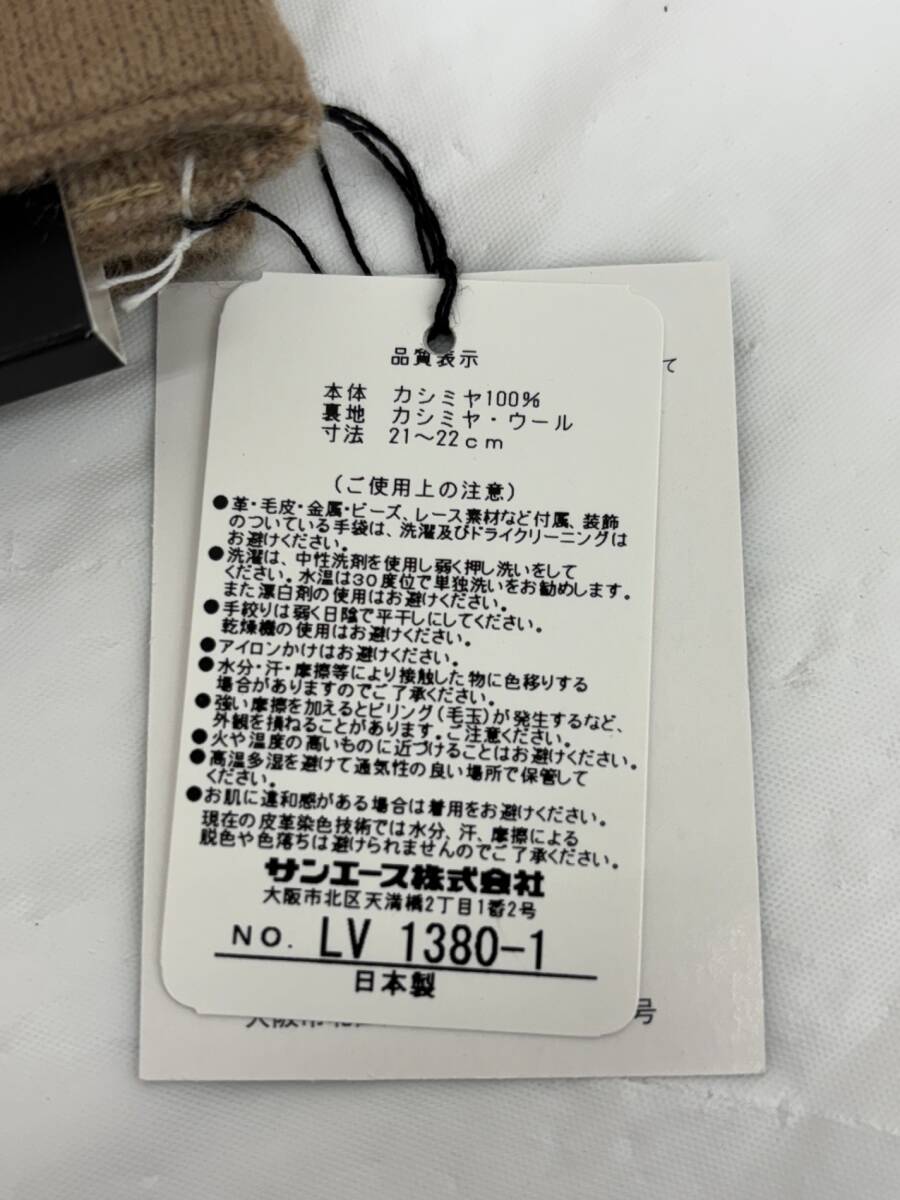 品質表示
て
本体 カシミヤ100%
裏地 カシミヤ・ウール
寸法 21～22cm
(ご使用上の注意)
●革・毛皮・金属・ビーズ、レース素材など付属、装飾
のついている手袋は、洗濯及びドライクリーニングは
お避けください。
●洗濯は、中性洗剤を使用し弱く押し洗いをして
ください。水温は30度位で単独洗いをお勧めします。
また漂白剤の使用はお避けください。
●手絞りは弱く日陰で平干しにしてください。
乾燥機の使用はお避けください。
●アイロンかけはお避けください。
●水分・汗・摩擦等により接触した物に色移りする
場合がありますのでご了承ください。
●強い摩擦を加えるとピリング(毛玉)が発生するなど、
外観を損ねることがあります。ご注意ください。
●火や温度の高いものに近づけることはお避けください。
●高温多湿を避けて通気性の良い場所で保管して
ください。
●お肌に違和感がある場合は着用をお避けください。
現在の皮革染色技術では水分、汗、摩擦による
脱色や色落ちは避けられませんのでご了承ください。
サンエース株式会社
大阪市北区天満橋2丁目1番2号
NO. LV 1380-1
日本製
号